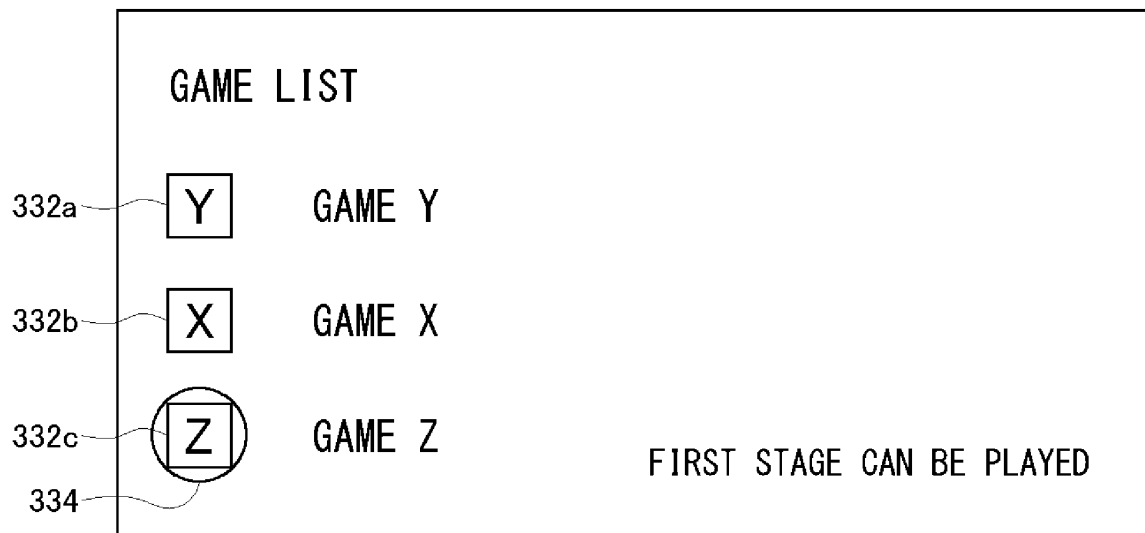 GAME LIST
332a Y GAME Y
332b X GAME X
332c Z GAME Z
FIRST STAGE CAN BE PLAYED
334